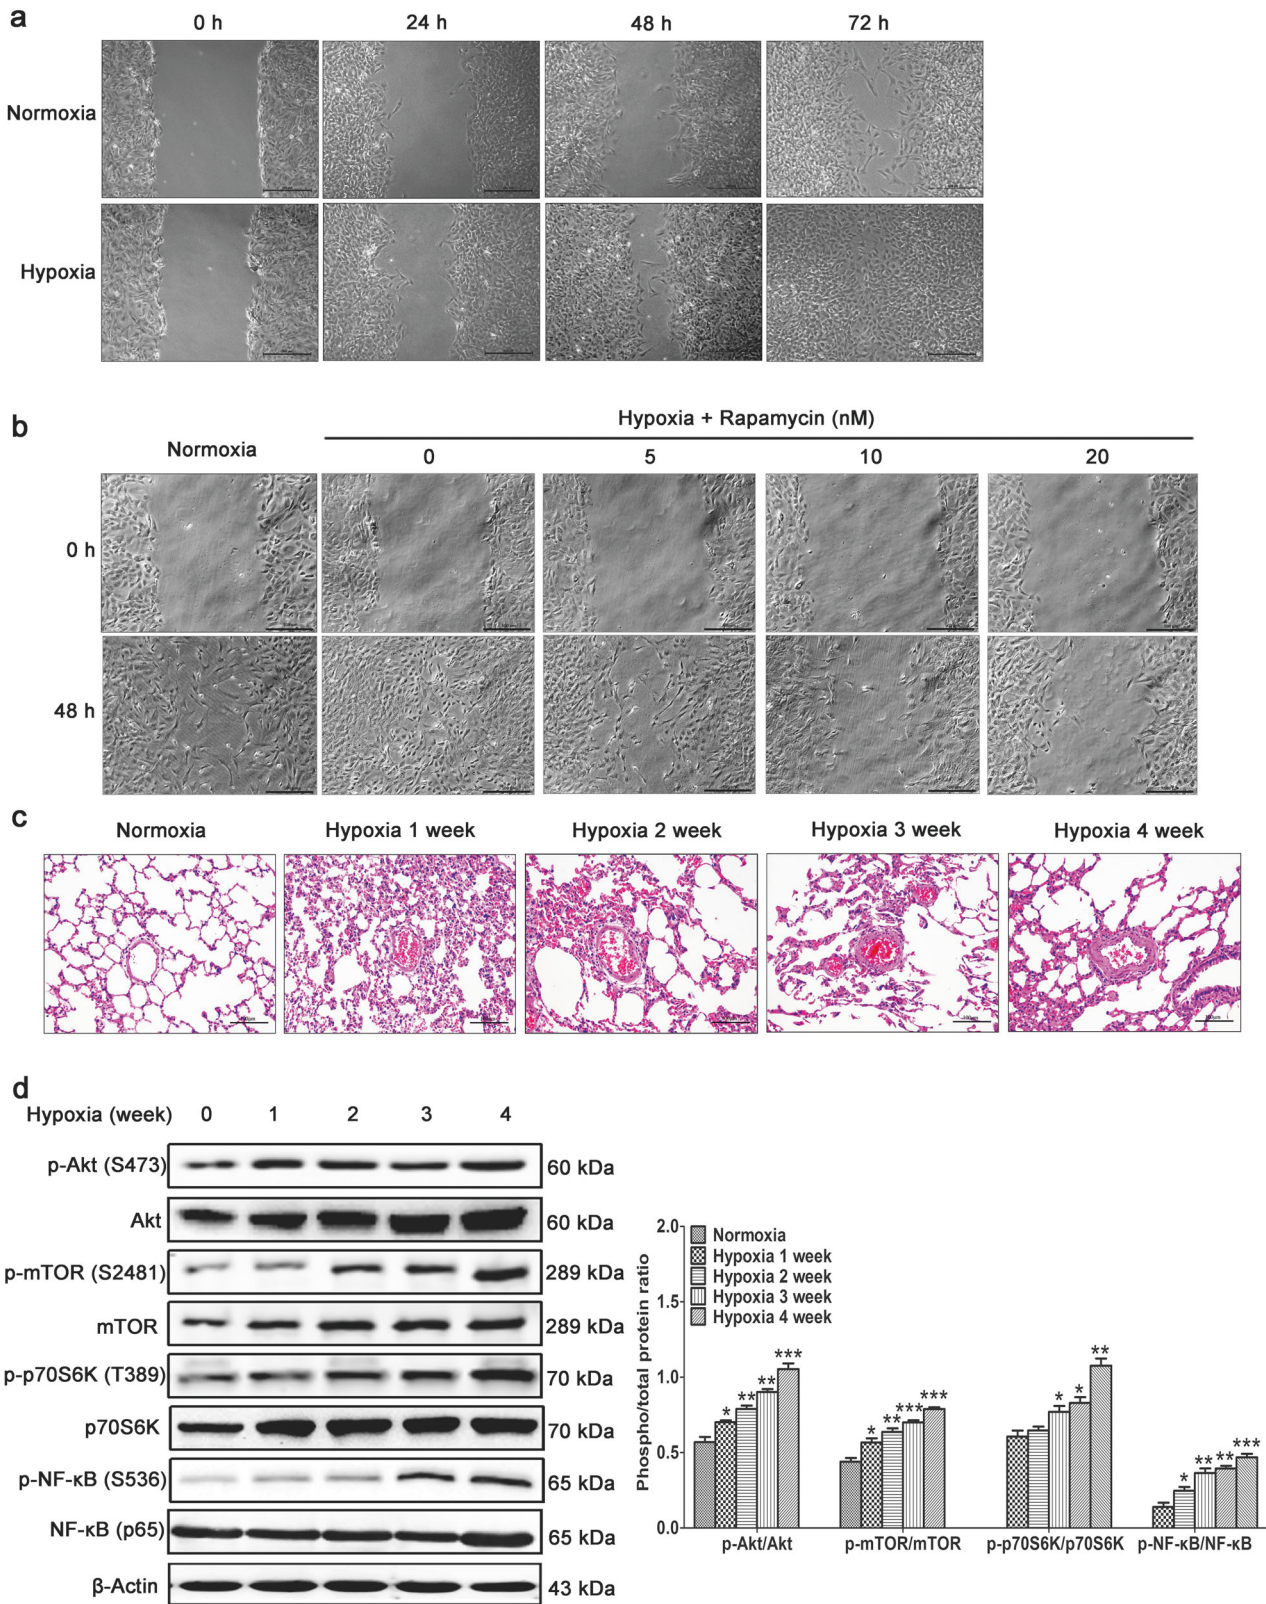 a
0 h 24 h 48 h 72 h
Normoxia
Hypoxia
b
Hypoxia + Rapamycin (nM)
Normoxia 0 5 10 20
0 h
48 h
c
Normoxia Hypoxia 1 week Hypoxia 2 week Hypoxia 3 week Hypoxia 4 week
d
Hypoxia (week) 0 1 2 3 4
p-Akt (S473) 60 kDa
Akt 60 kDa
p-mTOR (S2481) 289 kDa
mTOR 289 kDa
p-p70S6K (T389) 70 kDa
p70S6K 70 kDa
p-NF-κB (S536) 65 kDa
NF-κB (p65) 65 kDa
β-Actin 43 kDa
Phospho/total protein ratio
2.0
1.5
1.0
0.5
0.0
Normoxia
Hypoxia 1 week
Hypoxia 2 week
Hypoxia 3 week
Hypoxia 4 week
* ** ** ***
* ** *** ***
* * **
* ** ** ***
p-Akt/Akt p-mTOR/mTOR p-p70S6K/p70S6K p-NF-κB/NF-κB